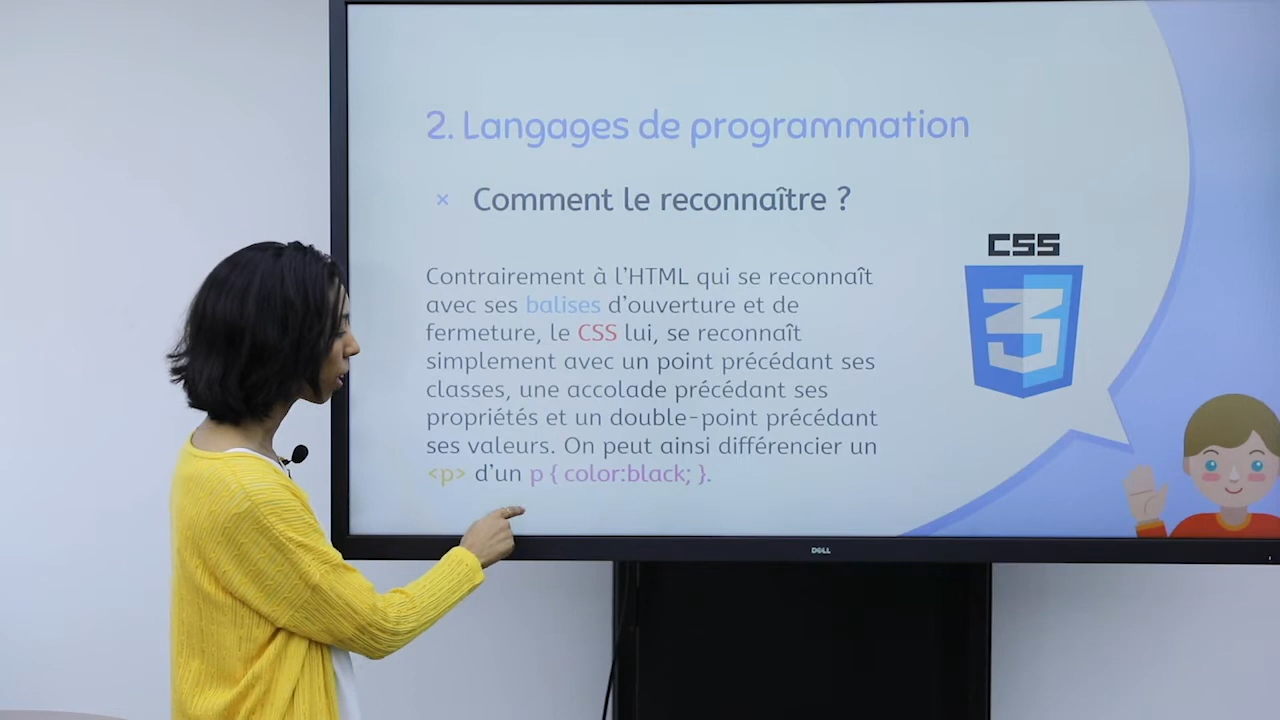 2. Langages de programmation
× Comment le reconnaître ?
CSS
3
Contrairement à l'HTML qui se reconnaît
avec ses balises d'ouverture et de
fermeture, le CSS lui, se reconnaît
simplement avec un point précédant ses
classes, une accolade précédant ses
propriétés et un double-point précédant
ses valeurs. On peut ainsi différencier un
<p> d'un p { color:black; }.
DELL